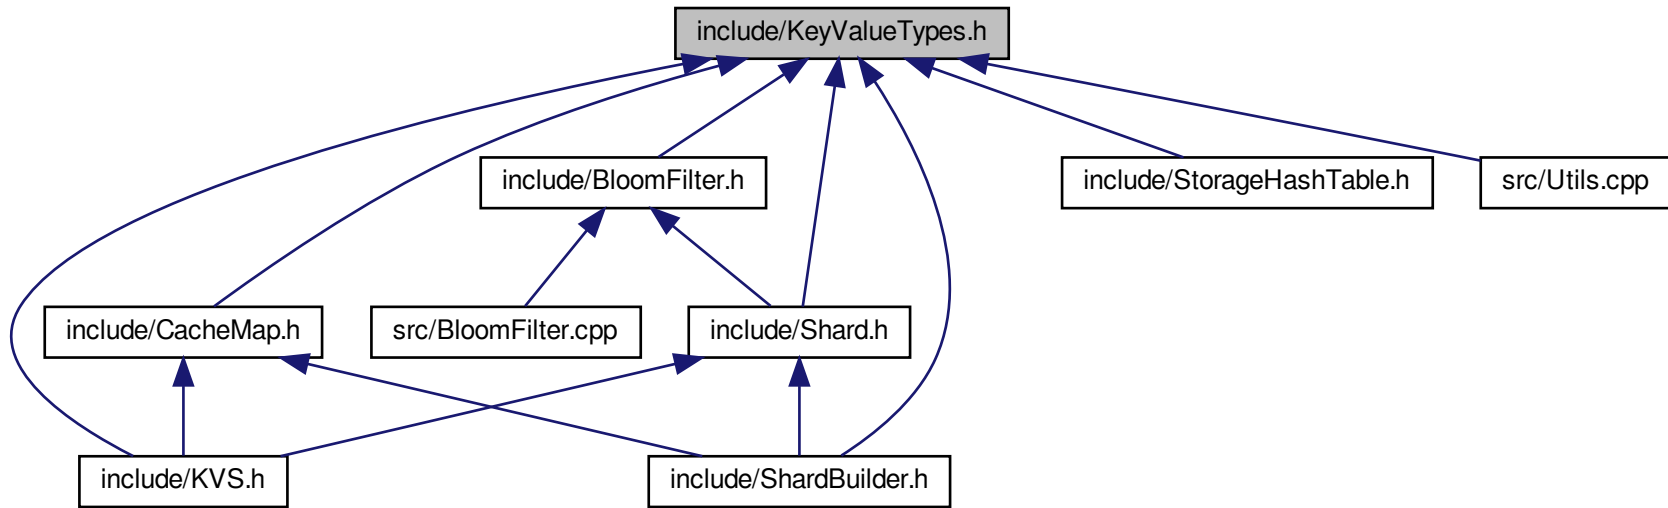 include/KeyValueTypes.h
include/BloomFilter.h
include/StorageHashTable.h
src/Utils.cpp
include/CacheMap.h
src/BloomFilter.cpp
include/Shard.h
include/KVS.h
include/ShardBuilder.h